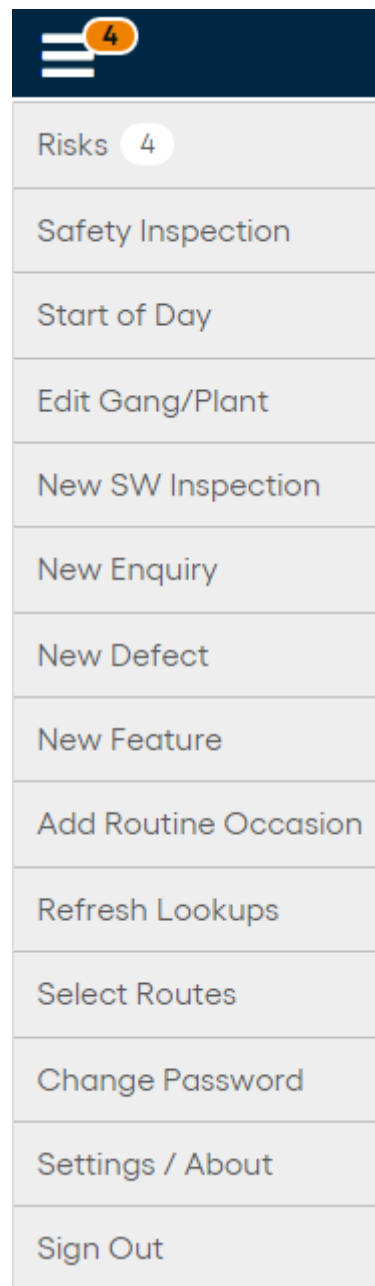 4
Risks 4
Safety Inspection
Start of Day
Edit Gang/Plant
New SW Inspection
New Enquiry
New Defect
New Feature
Add Routine Occasion
Refresh Lookups
Select Routes
Change Password
Settings / About
Sign Out